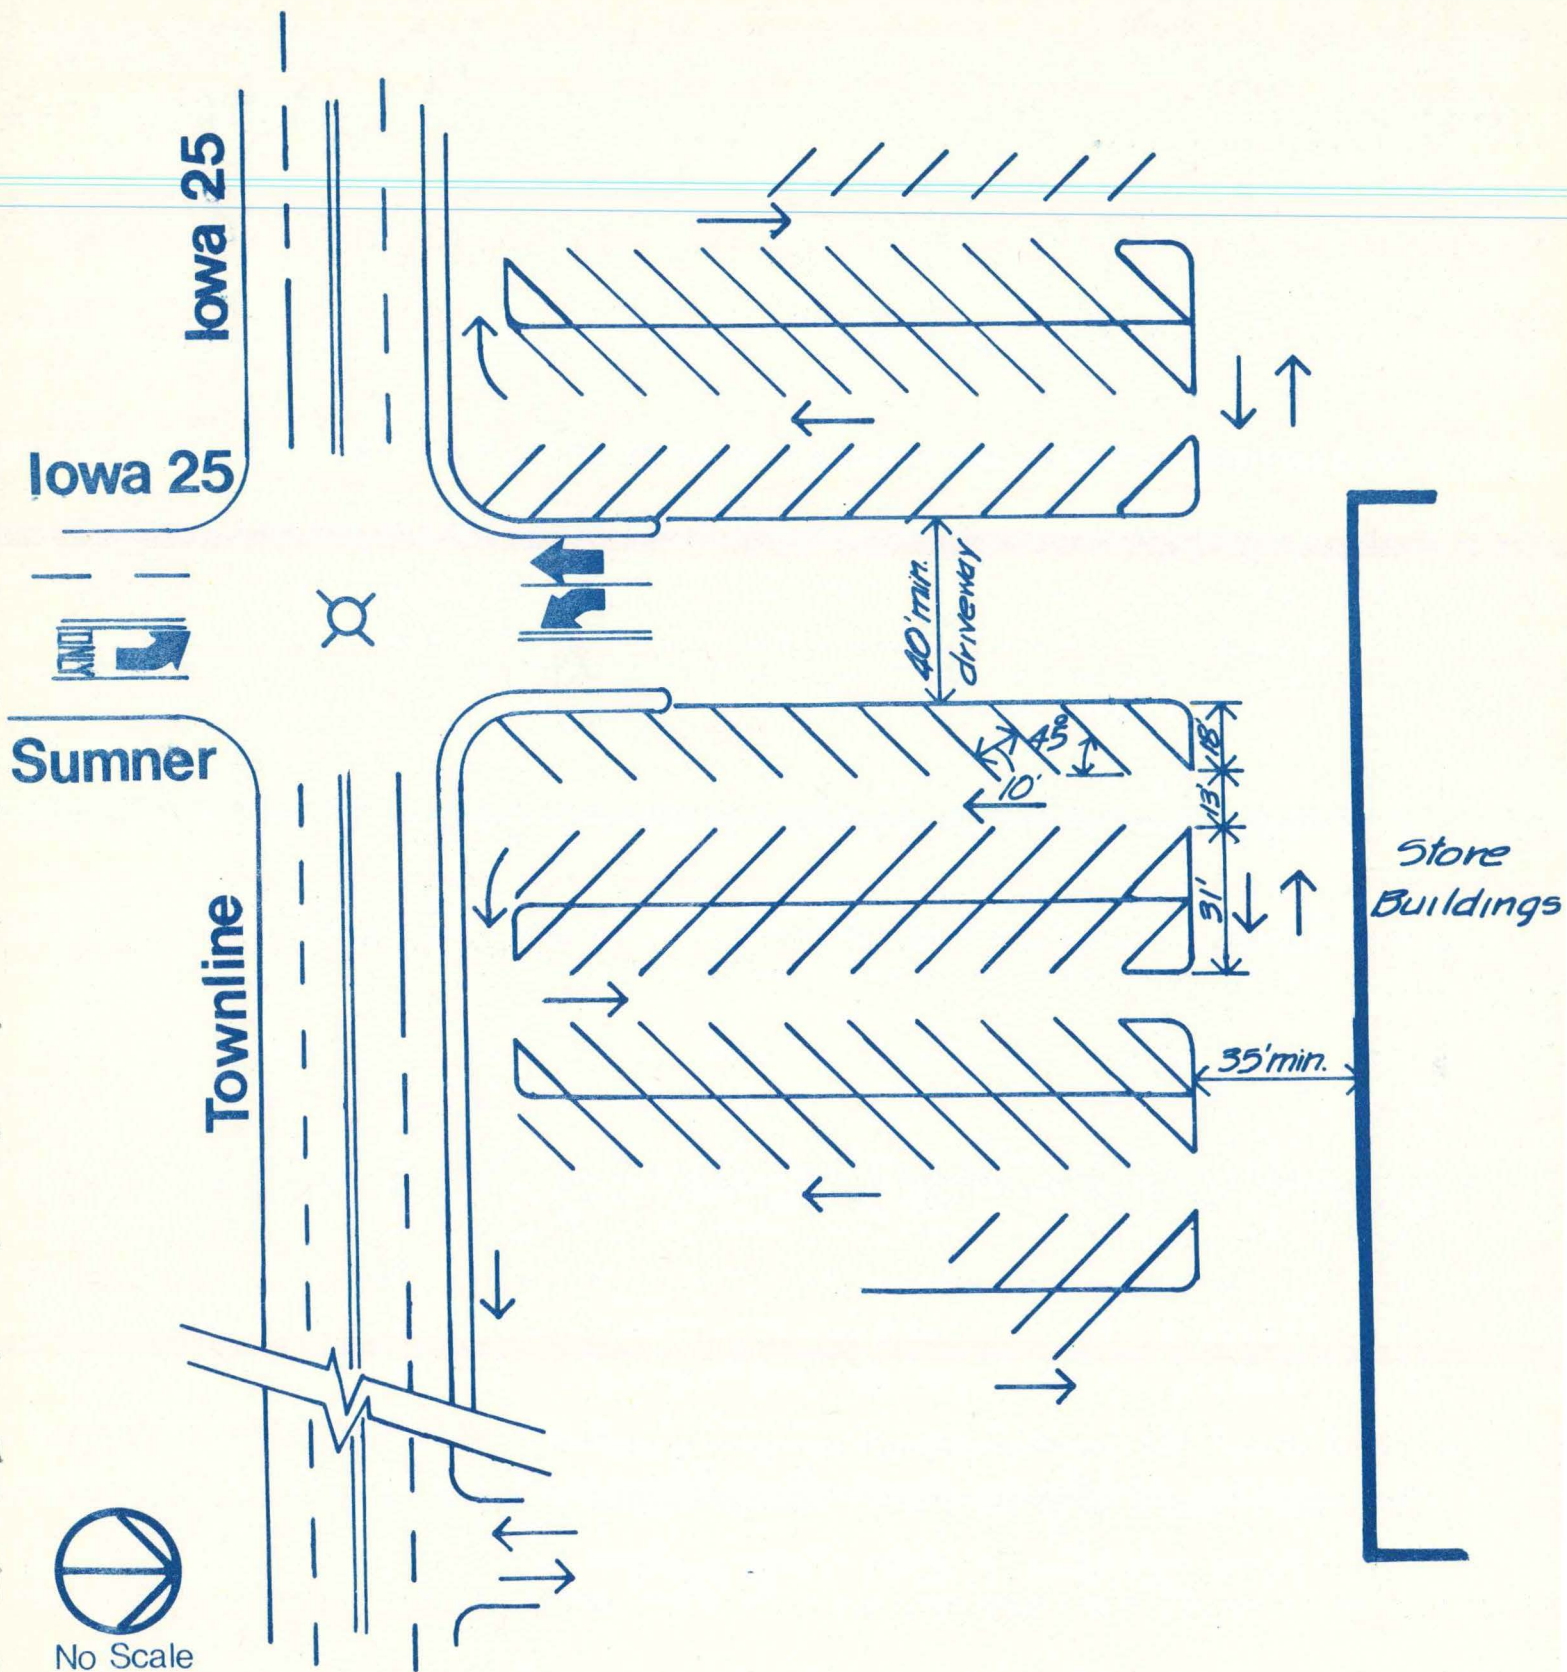 Iowa 25
Iowa 25
Sumner
Townline
ONLY
40' min.
driveway
45°
10'
18'
13'
31'
35' min.
Store
Buildings
No Scale